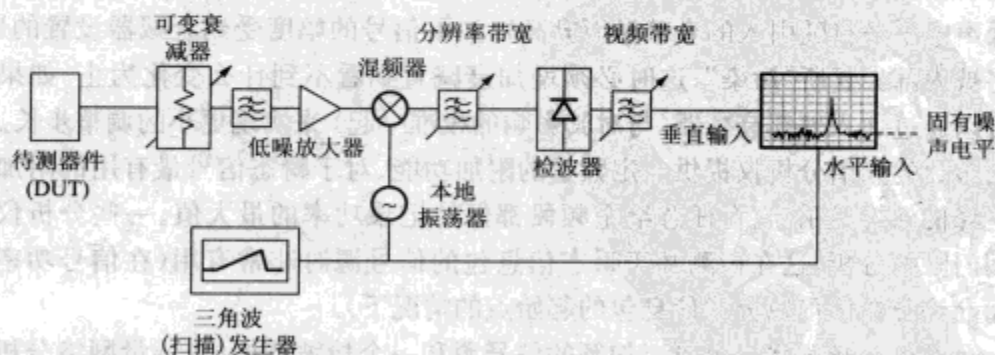 可变衰
减器
分辨率带宽
视频带宽
混频器
垂直输入
固有噪
声电平
待测器件
(DUT)
低噪放大器
检波器
水平输入
本地
振荡器
~
三角波
(扫描)发生器